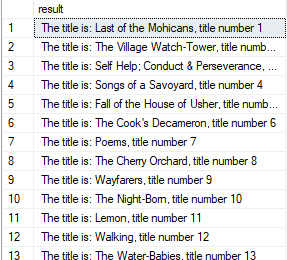 result
1 The title is: Last of the Mohicans, title number 1
2 The title is: The Village Watch-Tower, title numb...
3 The title is: Self Help; Conduct & Perseverance, ...
4 The title is: Songs of a Savoyard, title number 4
5 The title is: Fall of the House of Usher, title numb...
6 The title is: The Cook's Decameron, title number 6
7 The title is: Poems, title number 7
8 The title is: The Cherry Orchard, title number 8
9 The title is: Wayfarers, title number 9
10 The title is: The Night-Born, title number 10
11 The title is: Lemon, title number 11
12 The title is: Walking, title number 12
13 The title is: The Water-Babies, title number 13